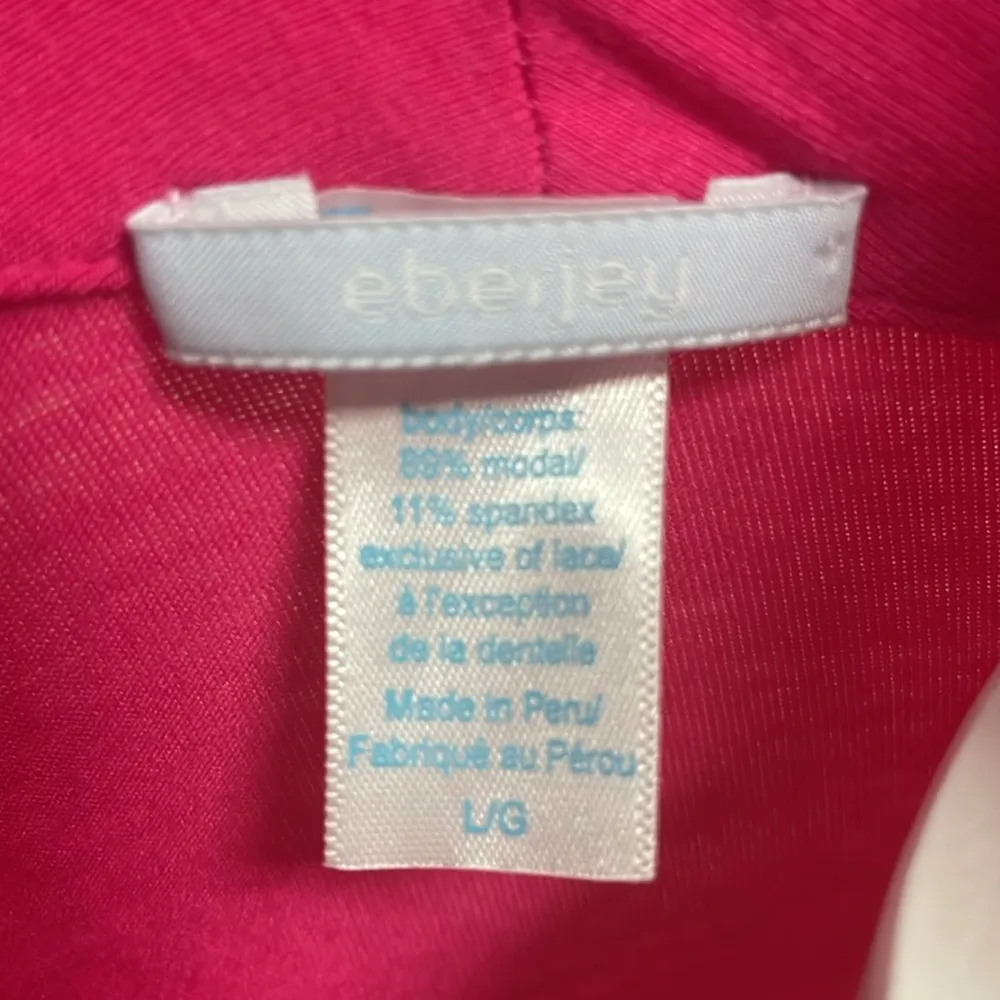 eberjey
body/corps:
89% modal/
11% spandex
exclusive of lace/
à l'exception
de la dentelle
Made in Peru/
Fabriqué au Pérou
L/G